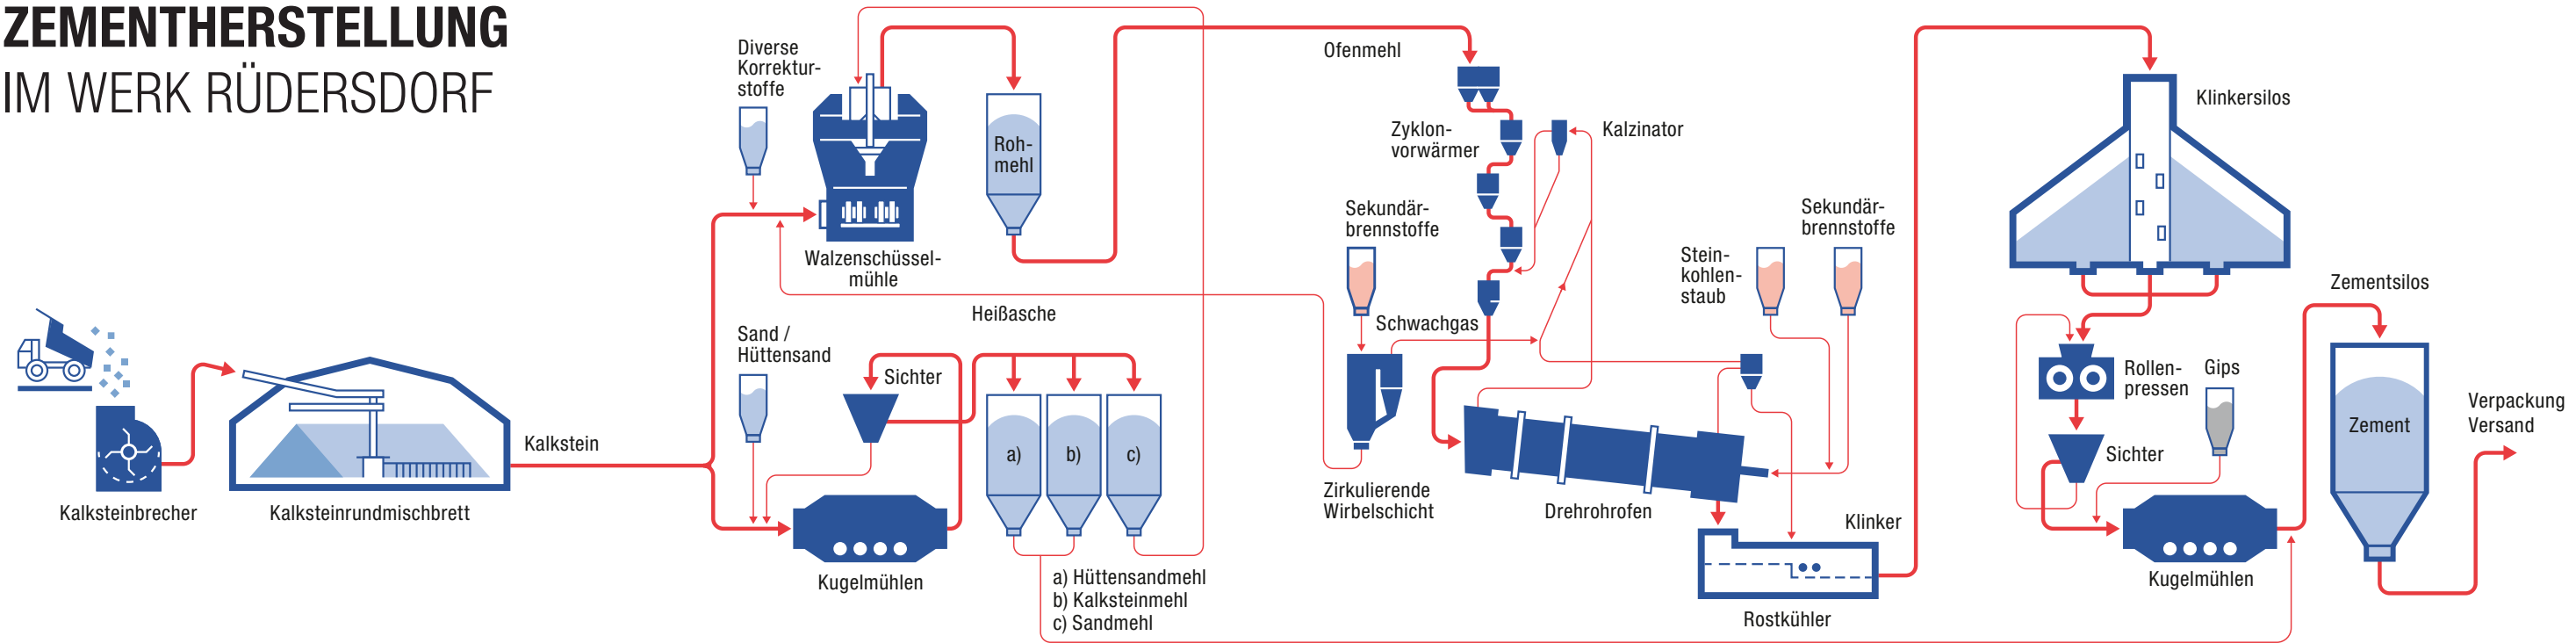 ZEMENTHERSTELLUNG
IM WERK RÜDERSDORF
Kalksteinbrecher
Kalksteinrundmischbrett
Kalkstein
Diverse
Korrektur-
stoffe
Walzenschüssel-
mühle
Roh-
mehl
Heißasche
Sand /
Hüttensand
Sichter
Kugelmühlen
a)
b)
c)
a) Hüttensandmehl
b) Kalksteinmehl
c) Sandmehl
Ofenmehl
Zyklon-
vorwärmer
Kalzinator
Sekundär-
brennstoffe
Schwachgas
Zirkulierende
Wirbelschicht
Stein-
kohlen-
staub
Sekundär-
brennstoffe
Drehrohrofen
Klinker
Rostkühler
Klinkersilos
Rollen-
pressen
Gips
Sichter
Kugelmühlen
Zementsilos
Zement
Verpackung
Versand